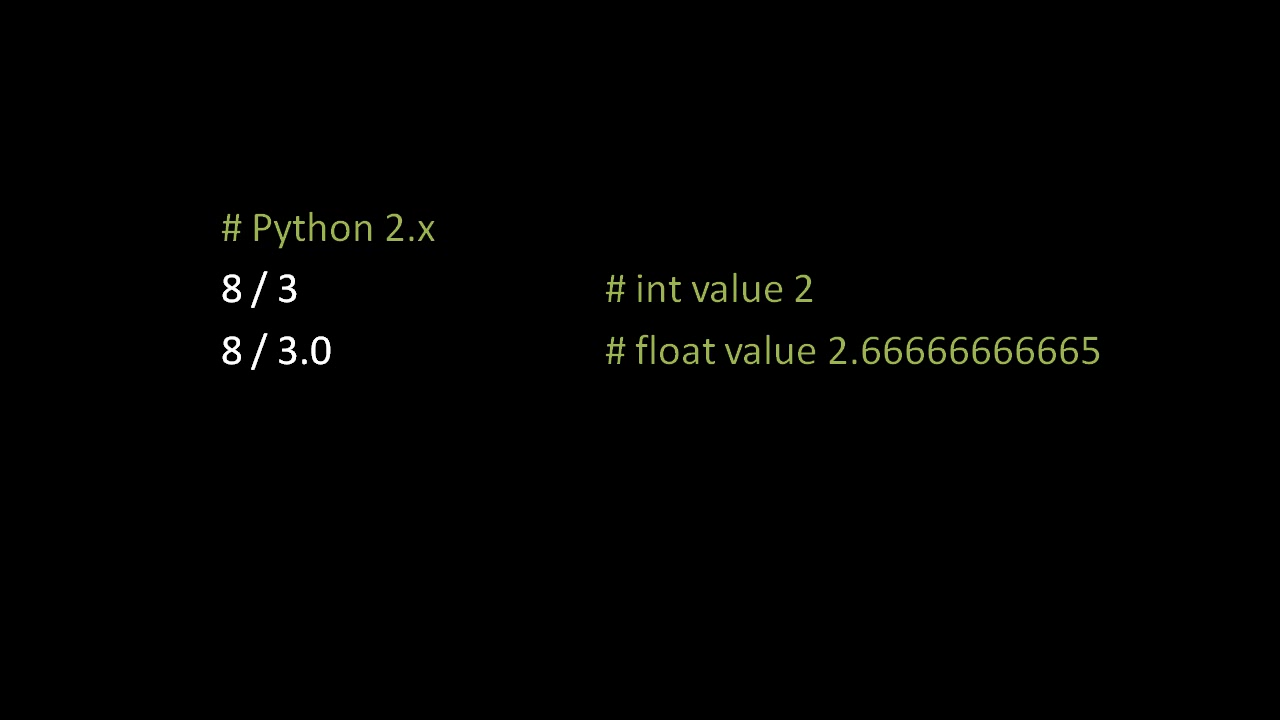 # Python 2.x
8 / 3 # int value 2
8 / 3.0 # float value 2.66666666665